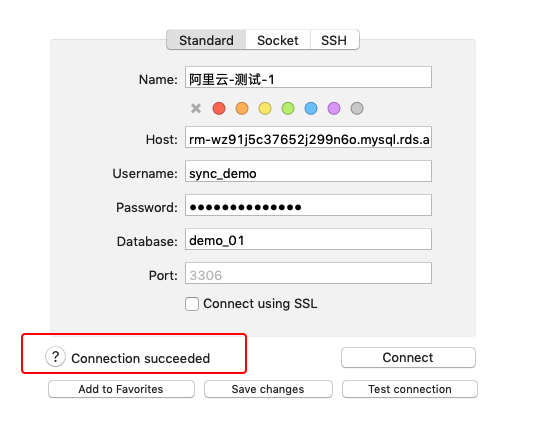 Standard Socket SSH
Name: 阿里云-测试-1
Host: rm-wz91j5c37652j299n6o.mysql.rds.a
Username: sync_demo
Password: ●●●●●●●●●●●●●●
Database: demo_01
Port: 3306
Connect using SSL
? Connection succeeded
Connect
Add to Favorites Save changes Test connection